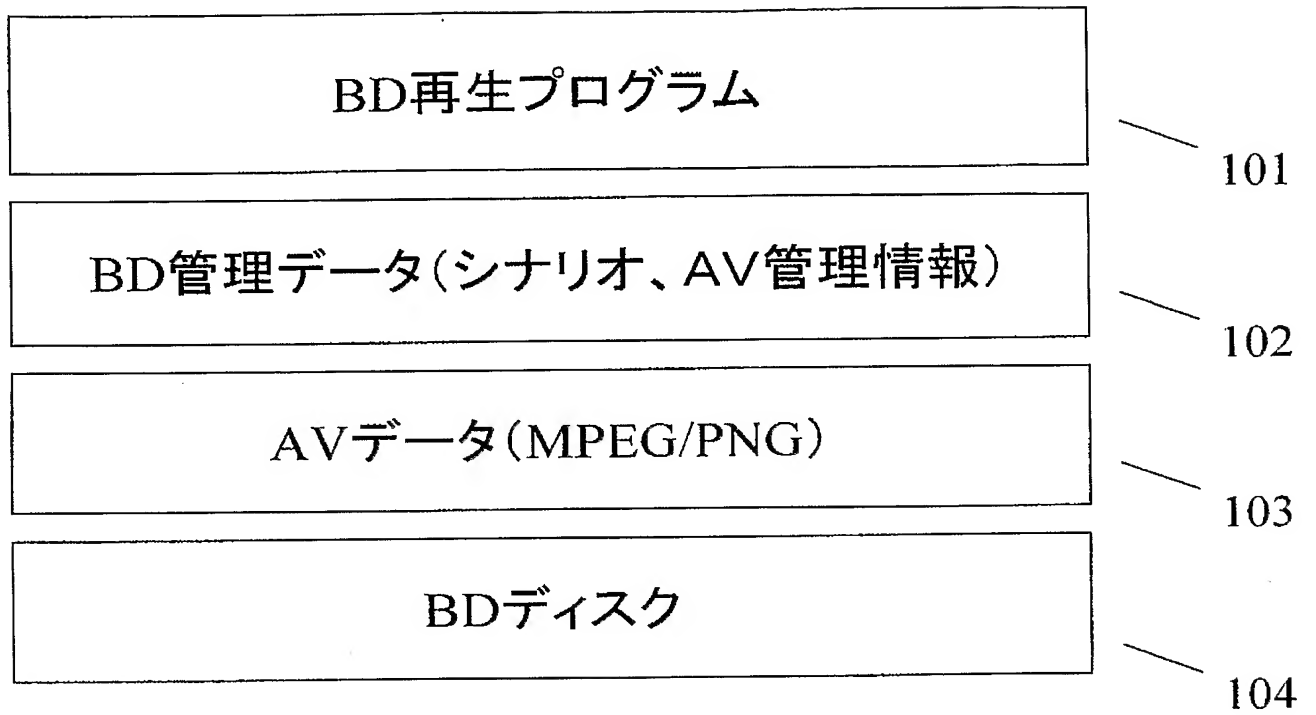 BD再生プログラム
101
BD管理データ(シナリオ、AV管理情報)
102
AVデータ(MPEG/PNG)
103
BDディスク
104